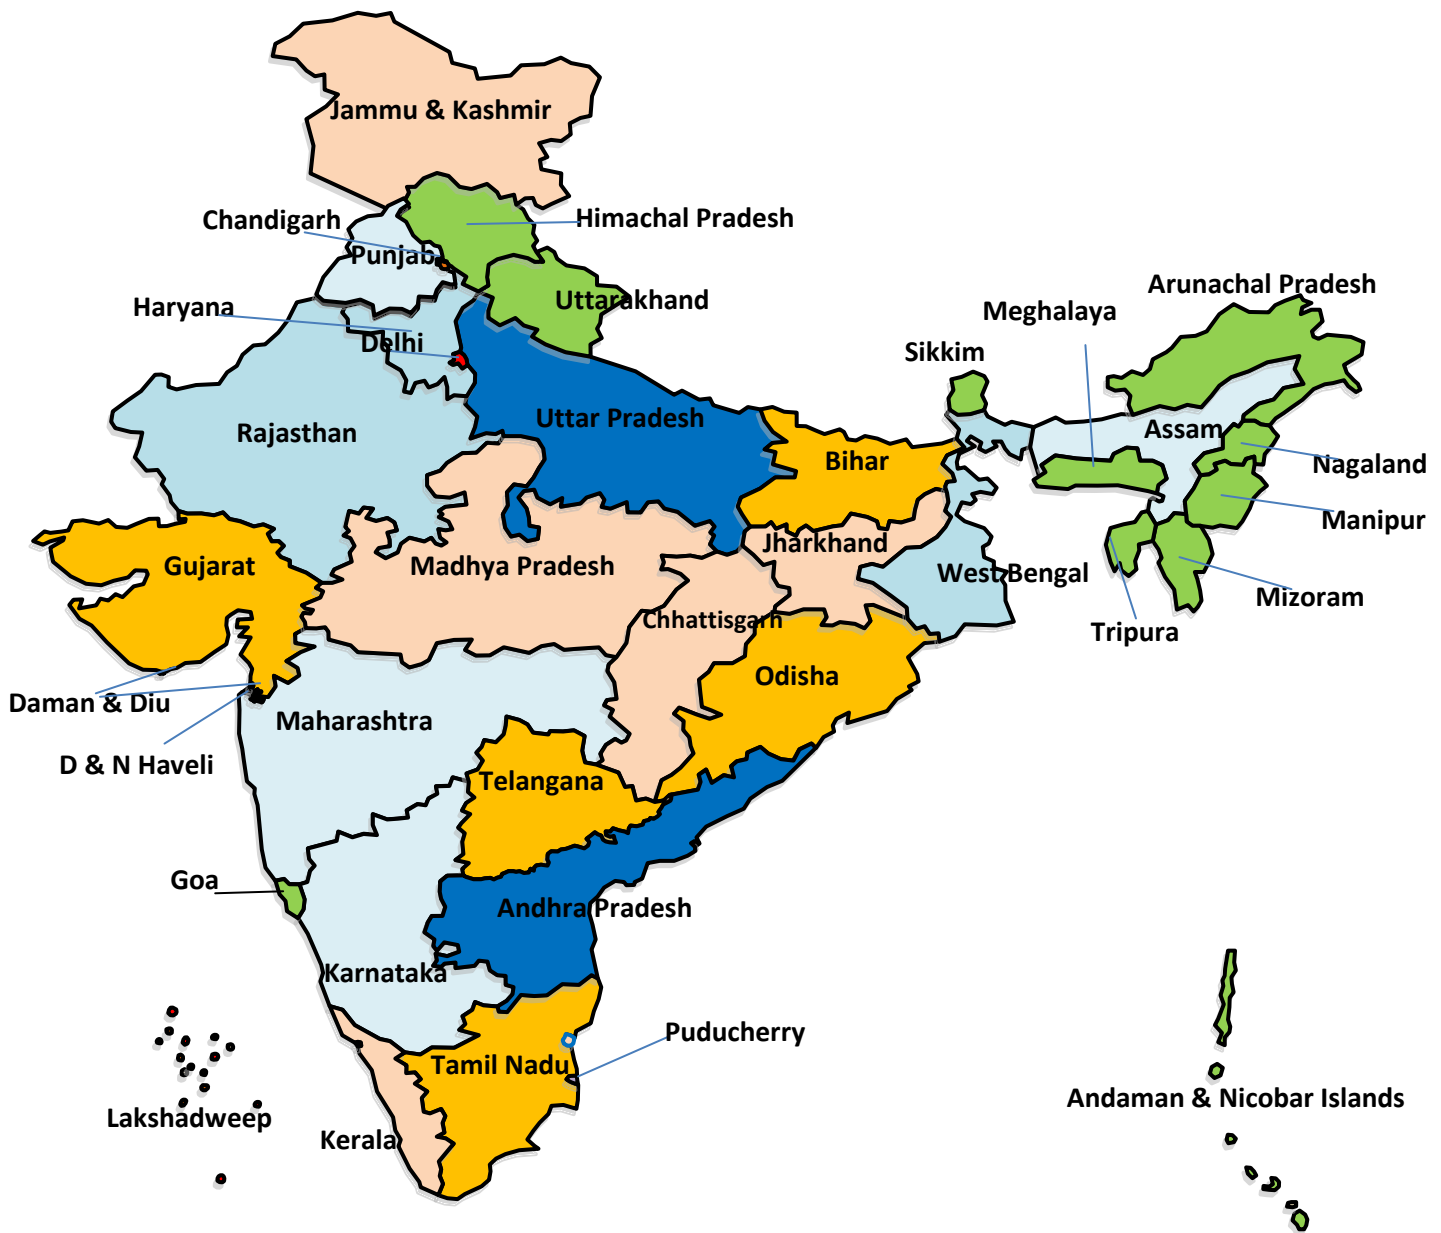 Jammu & Kashmir
Chandigarh
Himachal Pradesh
Punjab
Arunachal Pradesh
Uttarakhand
Haryana
Meghalaya
Delhi
Sikkim
Uttar Pradesh
Rajasthan
Assam
Bihar
Nagaland
Manipur
Jharkhand
Gujarat
Madhya Pradesh
West Bengal
Mizoram
Chhattisgarh
Tripura
Odisha
Daman & Diu
Maharashtra
D & N Haveli
Telangana
Goa
Andhra Pradesh
Karnataka
Puducherry
Tamil Nadu
Andaman & Nicobar Islands
Lakshadweep
Kerala